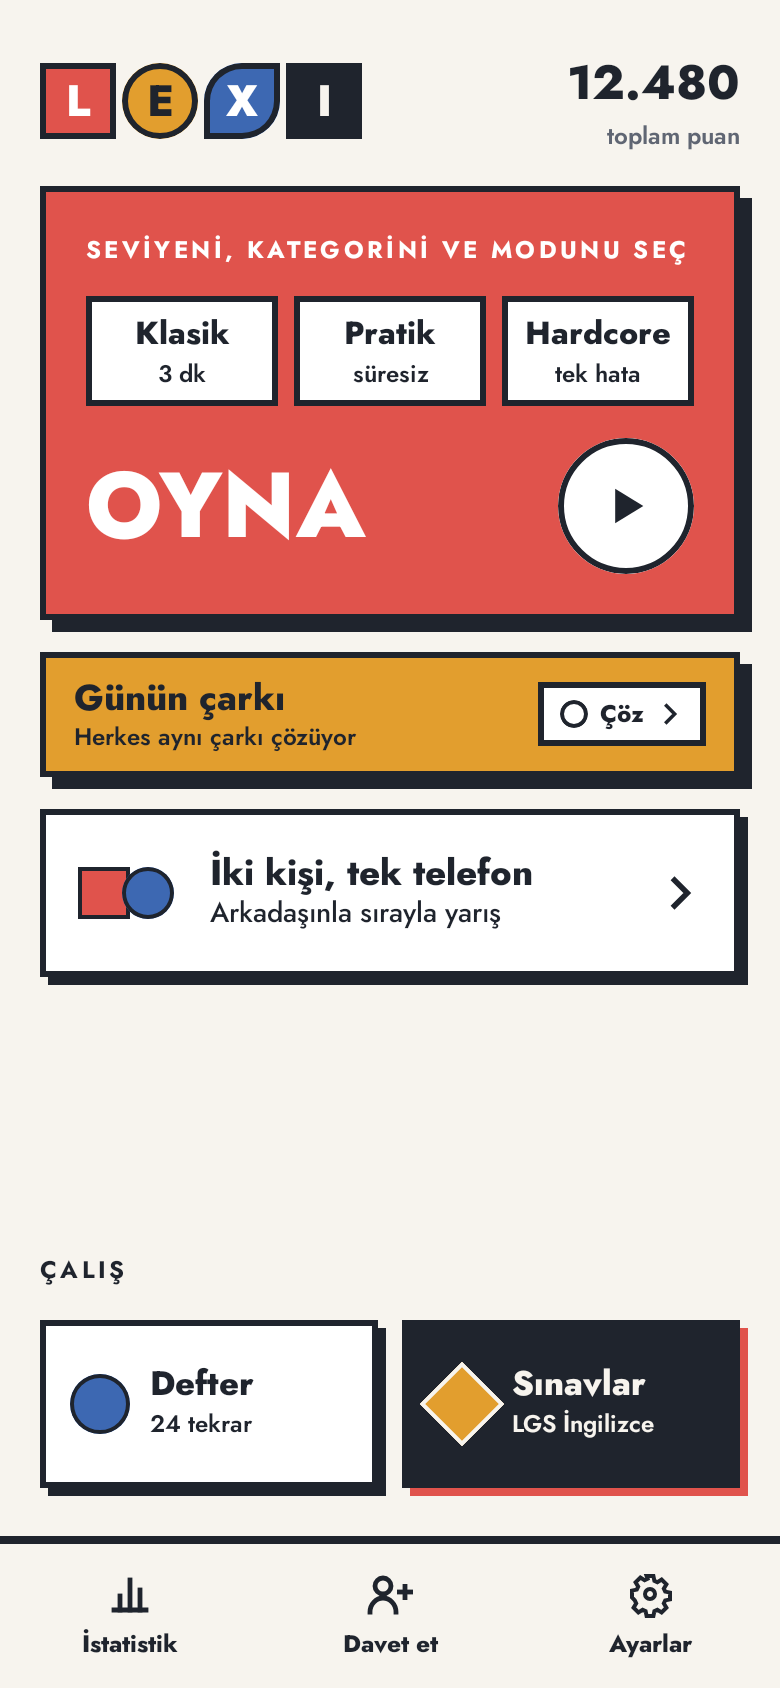 LEXI
12.480
toplam puan
SEVİYENİ, KATEGORİNİ VE MODUNU SEÇ
Klasik
3 dk
Pratik
süresiz
Hardcore
tek hata
OYNA
Günün çarkı
Herkes aynı çarkı çözüyor
Çöz
İki kişi, tek telefon
Arkadaşınla sırayla yarış
ÇALIŞ
Defter
24 tekrar
Sınavlar
LGS İngilizce
İstatistik
Davet et
Ayarlar